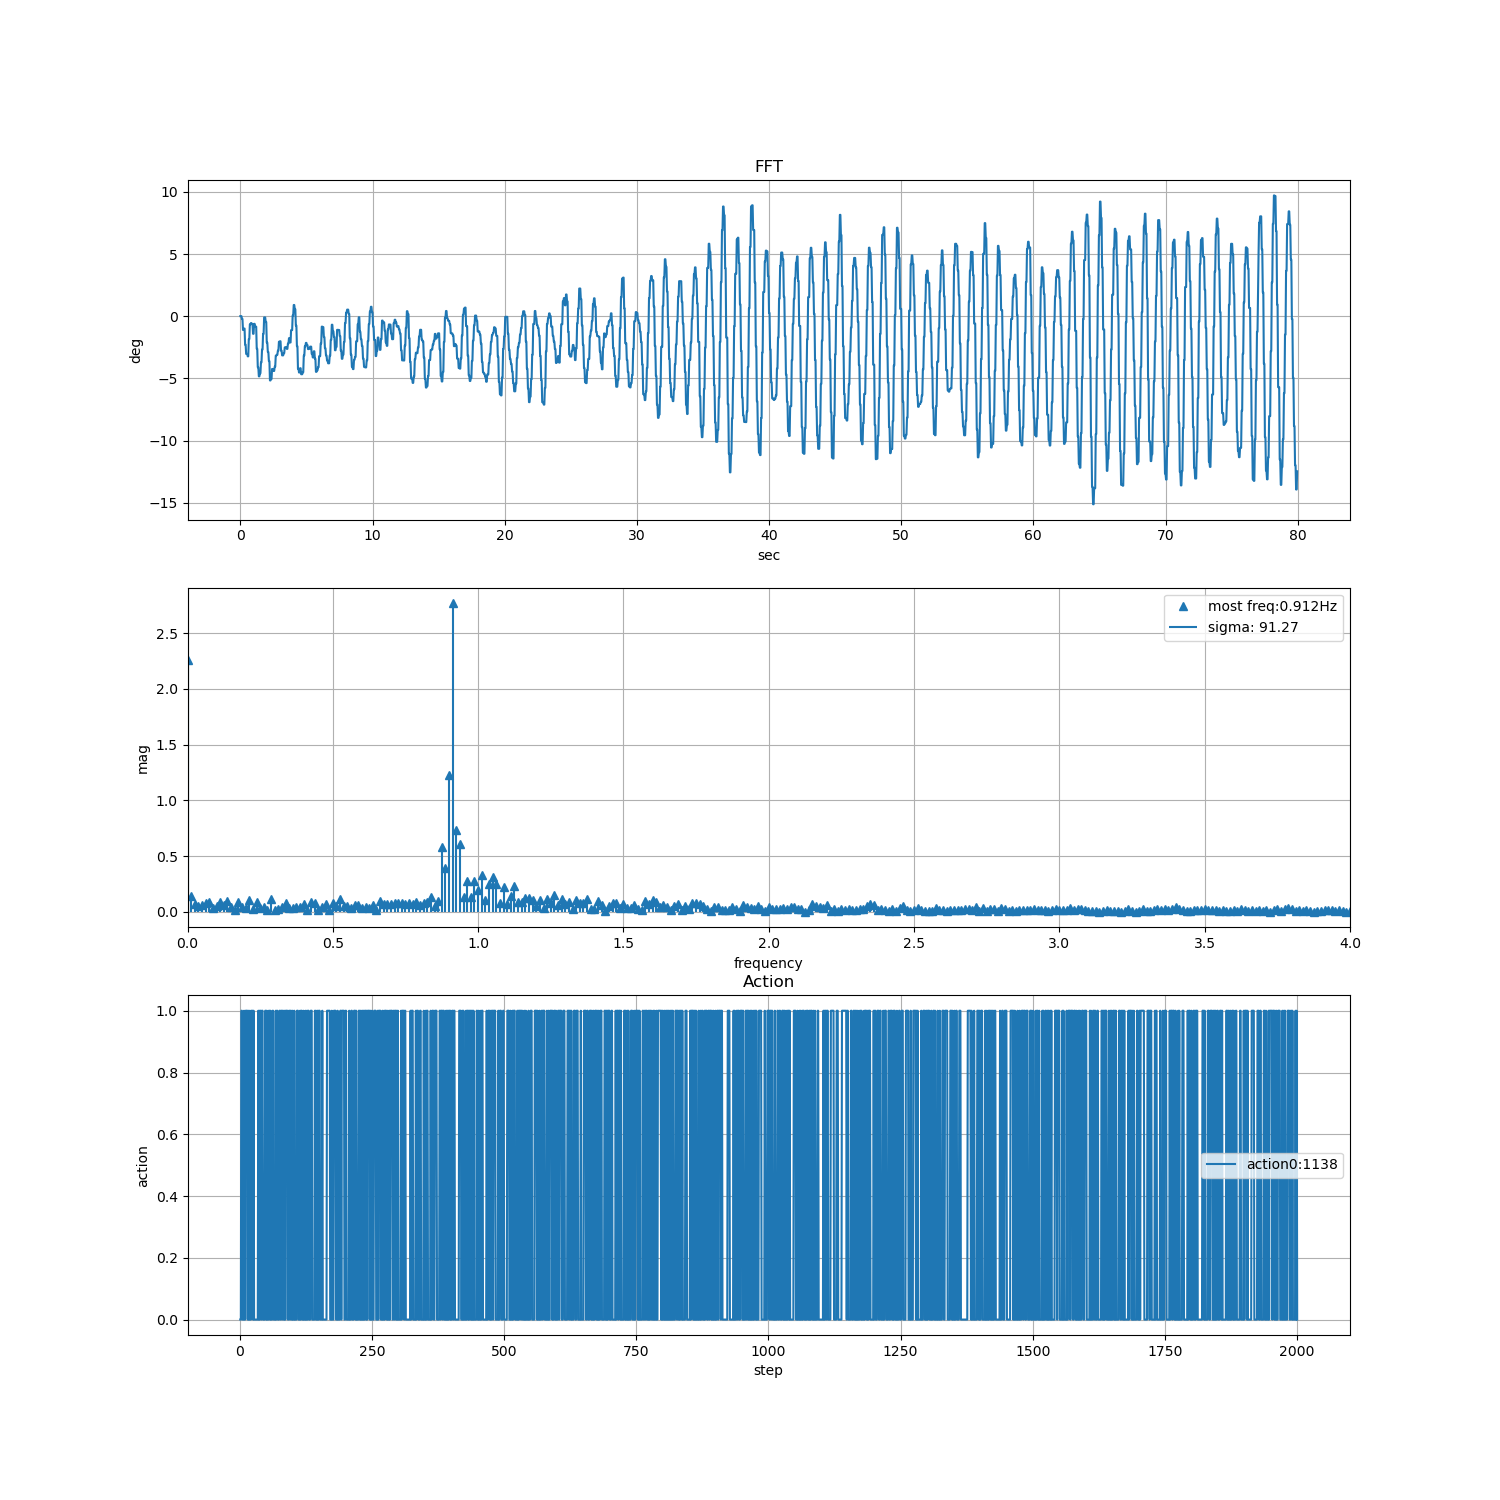 FFT
10
5
0
−5
−10
−15
deg
0 10 20 30 40 50 60 70 80
sec
most freq:0.912Hz
sigma: 91.27
2.5
2.0
1.5
1.0
0.5
0.0
mag
0.0 0.5 1.0 1.5 2.0 2.5 3.0 3.5 4.0
frequency
Action
1.0
0.8
0.6
0.4
0.2
0.0
action
action0:1138
0 250 500 750 1000 1250 1500 1750 2000
step